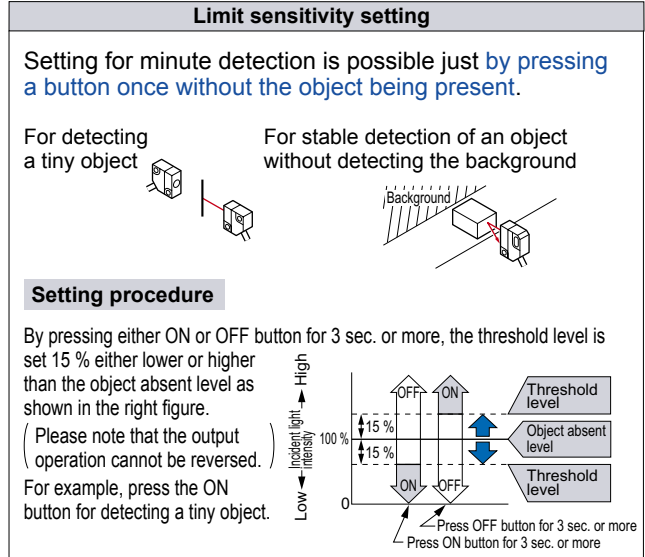 Limit sensitivity setting
Setting for minute detection is possible just by pressing
a button once without the object being present.
For detecting
a tiny object
For stable detection of an object
without detecting the background
Background
Setting procedure
By pressing either ON or OFF button for 3 sec. or more, the threshold level is
set 15 % either lower or higher
than the object absent level as
shown in the right figure.
( Please note that the output
operation cannot be reversed. )
For example, press the ON
button for detecting a tiny object.
High
Incident light
intensity
Low
100 %
0
15 %
15 %
OFF
ON
ON
OFF
Threshold
level
Object absent
level
Threshold
level
Press OFF button for 3 sec. or more
Press ON button for 3 sec. or more